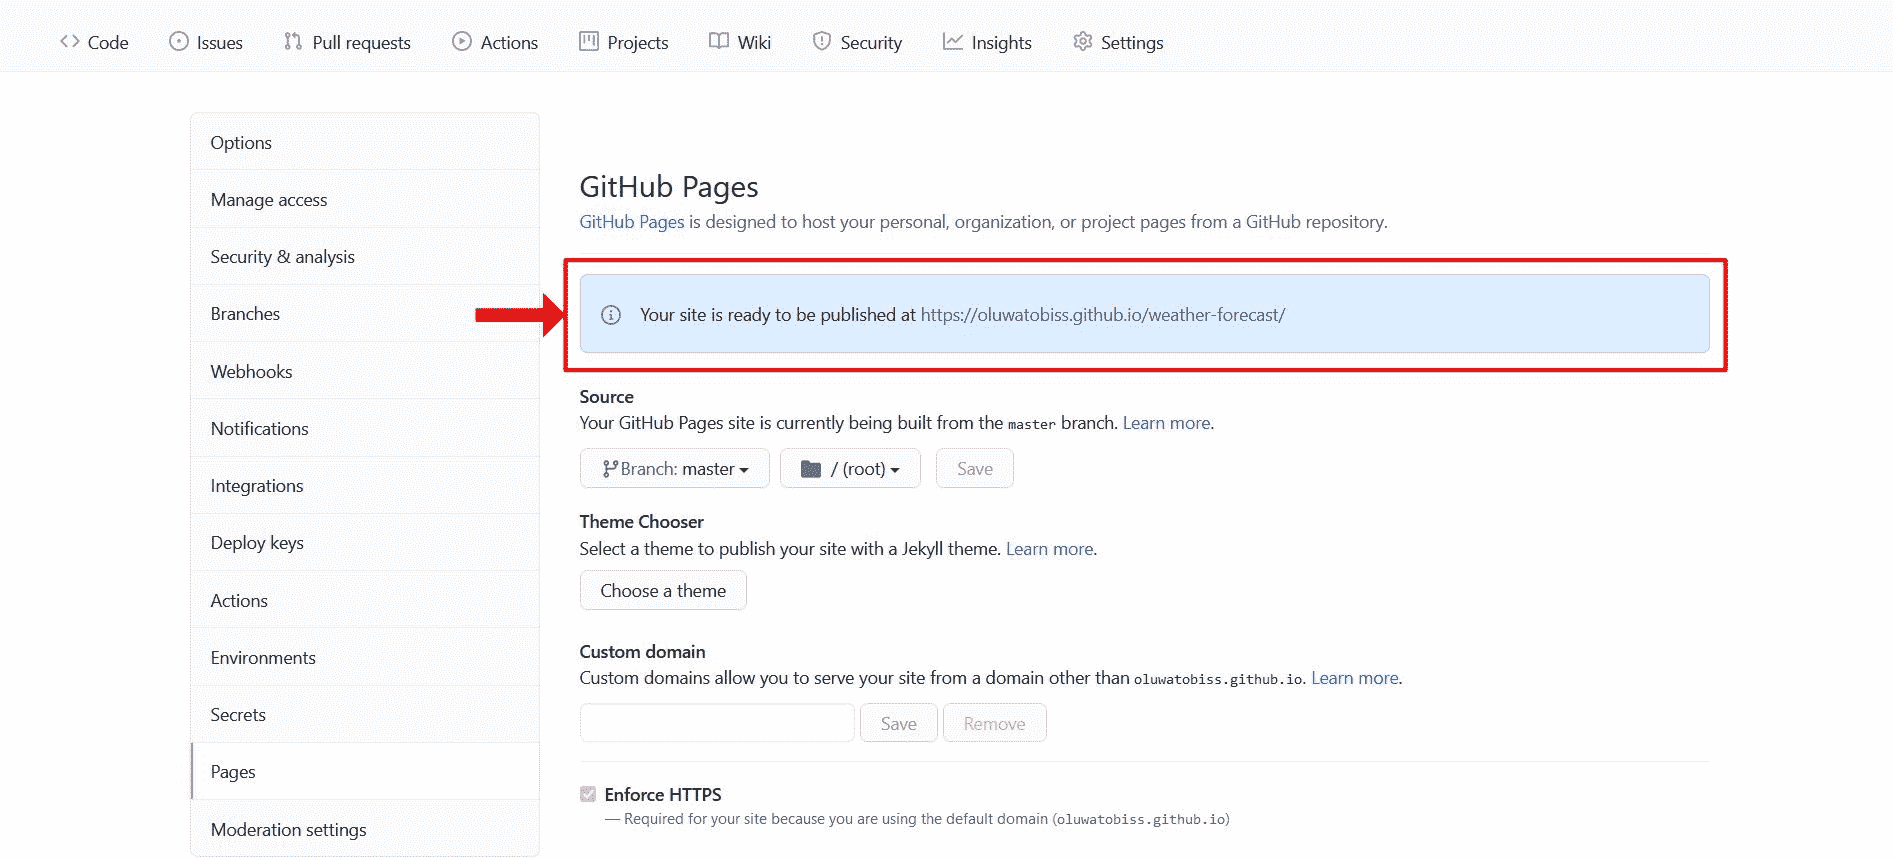 Code Issues Pull requests Actions Projects Wiki Security Insights Settings
Options
Manage access
Security & analysis
Branches
Webhooks
Notifications
Integrations
Deploy keys
Actions
Environments
Secrets
Pages
Moderation settings
GitHub Pages
GitHub Pages is designed to host your personal, organization, or project pages from a GitHub repository.
Your site is ready to be published at https://oluwatobiss.github.io/weather-forecast/
Source
Your GitHub Pages site is currently being built from the master branch. Learn more.
Branch: master / (root) Save
Theme Chooser
Select a theme to publish your site with a Jekyll theme. Learn more.
Choose a theme
Custom domain
Custom domains allow you to serve your site from a domain other than oluwatobiss.github.io. Learn more.
Save Remove
Enforce HTTPS
— Required for your site because you are using the default domain (oluwatobiss.github.io)